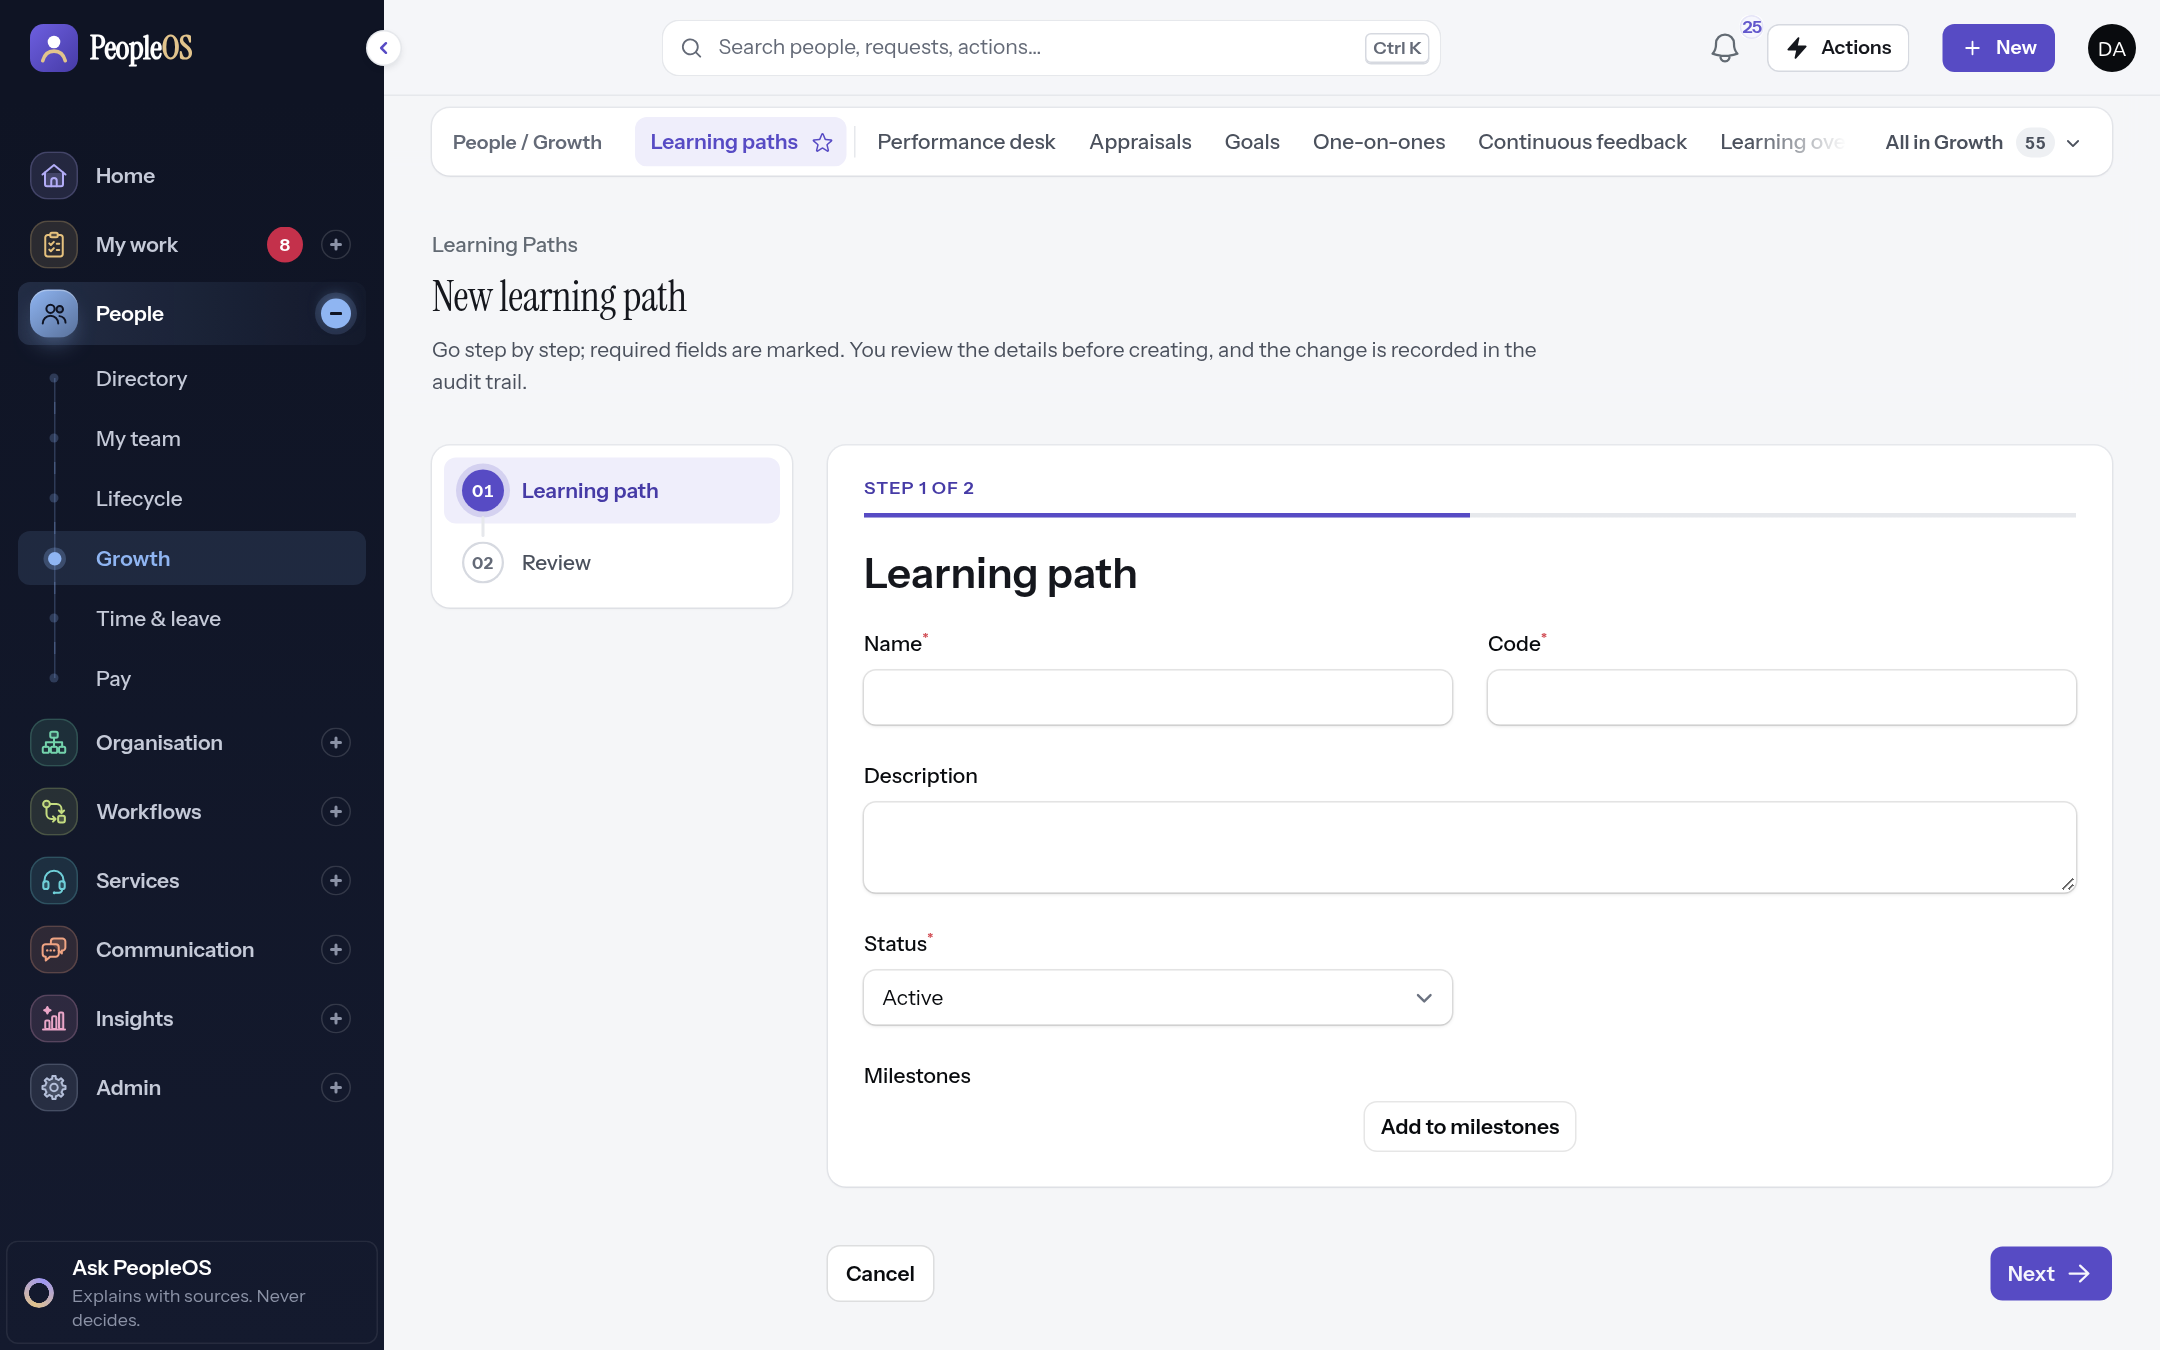 PeopleOS
Search people, requests, actions...
Ctrl K
25
Actions
New
DA
Home
My work
8
People
Directory
My team
Lifecycle
Growth
Time & leave
Pay
Organisation
Workflows
Services
Communication
Insights
Admin
Ask PeopleOS
Explains with sources. Never
decides.
People / Growth
Learning paths
Performance desk
Appraisals
Goals
One-on-ones
Continuous feedback
Learning ove
All in Growth
55
Learning Paths
New learning path
Go step by step; required fields are marked. You review the details before creating, and the change is recorded in the
audit trail.
01
Learning path
02
Review
STEP 1 OF 2
Learning path
Name*
Code*
Description
Status*
Active
Milestones
Add to milestones
Cancel
Next